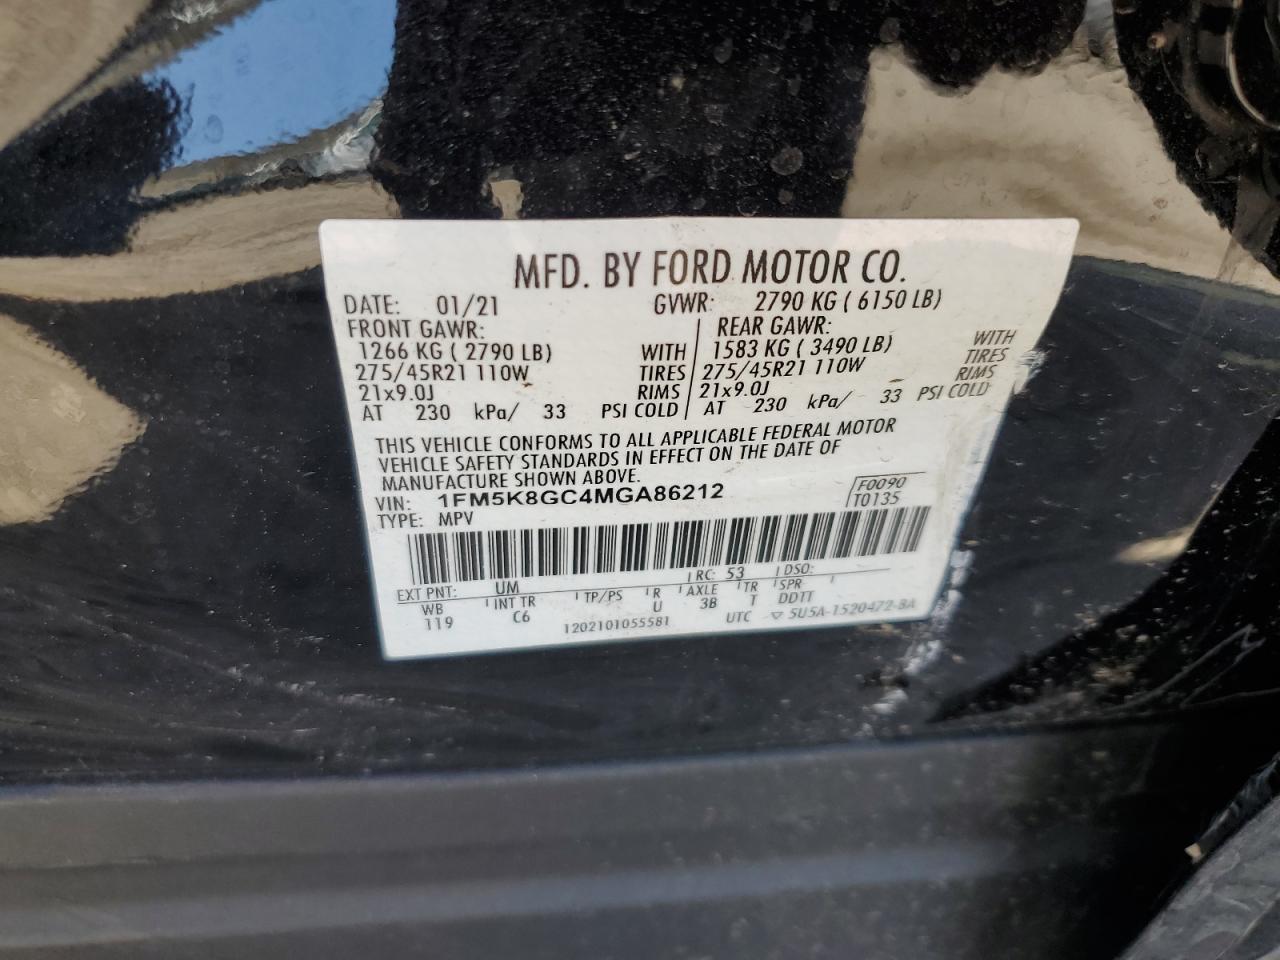 MFD. BY FORD MOTOR CO.
DATE: 01/21 GVWR: 2790 KG ( 6150 LB)
FRONT GAWR: REAR GAWR:
1266 KG ( 2790 LB) WITH 1583 KG ( 3490 LB) WITH
275/45R21 110W TIRES 275/45R21 110W TIRES
21x9.0J RIMS 21x9.0J RIMS
AT 230 kPa/ 33 PSI COLD AT 230 kPa/ 33 PSI COLD
THIS VEHICLE CONFORMS TO ALL APPLICABLE FEDERAL MOTOR
VEHICLE SAFETY STANDARDS IN EFFECT ON THE DATE OF
MANUFACTURE SHOWN ABOVE.
VIN: 1FM5K8GC4MGA86212 F0090
TYPE: MPV T0135
EXT PNT: UM RC: 53 DSO:
WB INT TR TP/PS R AXLE TR SPR
119 C6 U 3B T DDTT
1202101055581 UTC ▽ 5U5A-1520472-BA